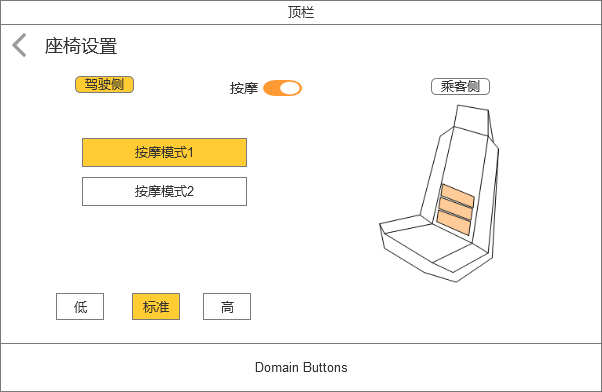 顶栏
座椅设置
驾驶侧
按摩
乘客侧
按摩模式1
按摩模式2
低
标准
高
Domain Buttons